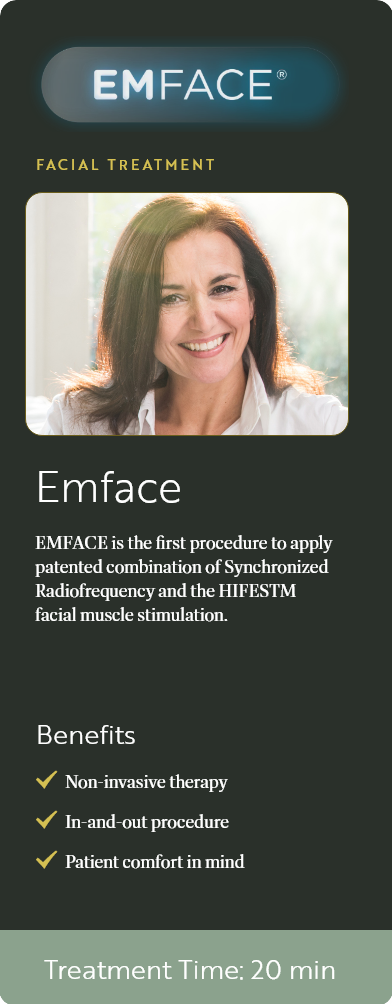 EMFACE®
FACIAL TREATMENT
Emface
EMFACE is the first procedure to apply
patented combination of Synchronized
Radiofrequency and the HIFESTM
facial muscle stimulation.
Benefits
Non-invasive therapy
In-and-out procedure
Patient comfort in mind
Treatment Time: 20 min